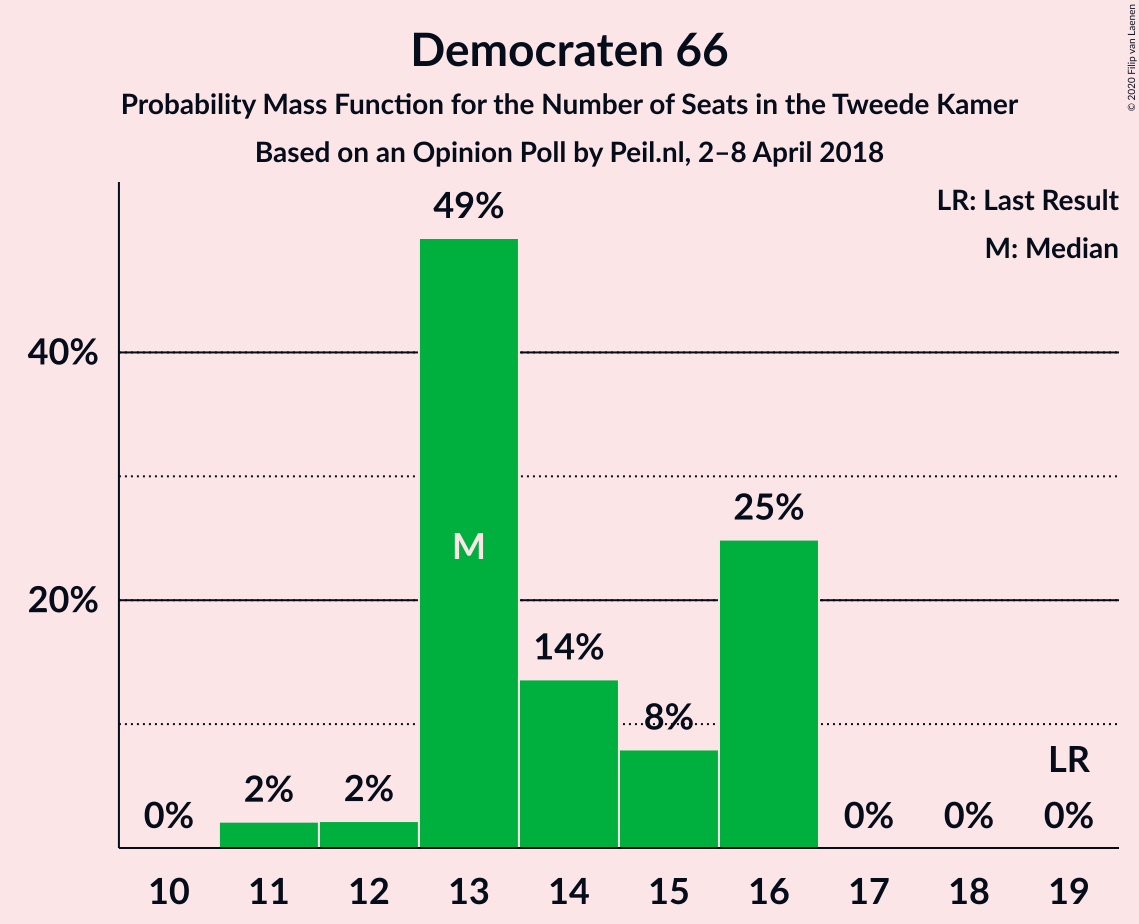 Democraten 66
Probability Mass Function for the Number of Seats in the Tweede Kamer
Based on an Opinion Poll by Peil.nl, 2–8 April 2018
© 2020 Filip van Laenen
LR: Last Result
M: Median
49%
40%
25%
M
20%
14%
8%
LR
2%
2%
0%
0%
0%
0%
10 11 12 13 14 15 16 17 18 19